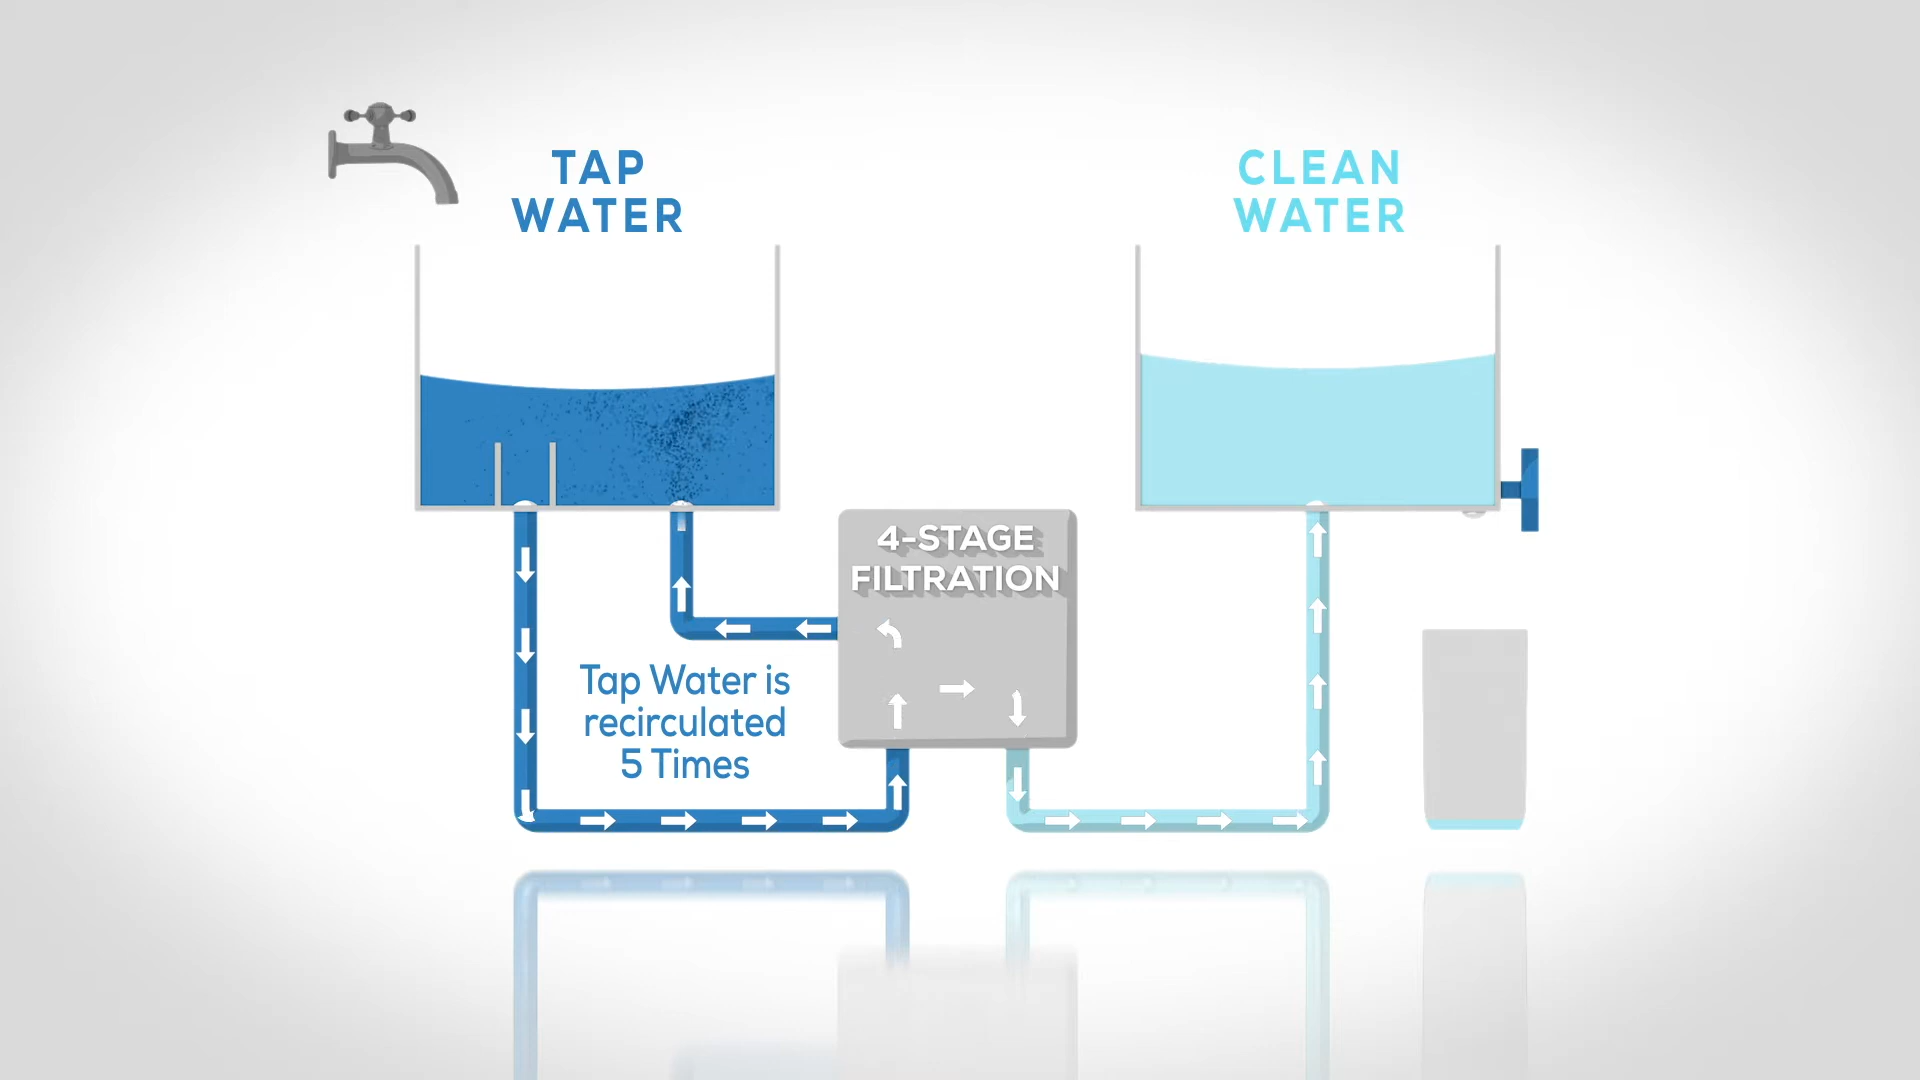 TAP
WATER
CLEAN
WATER
4-STAGE
FILTRATION
Tap Water is
recirculated
5 Times